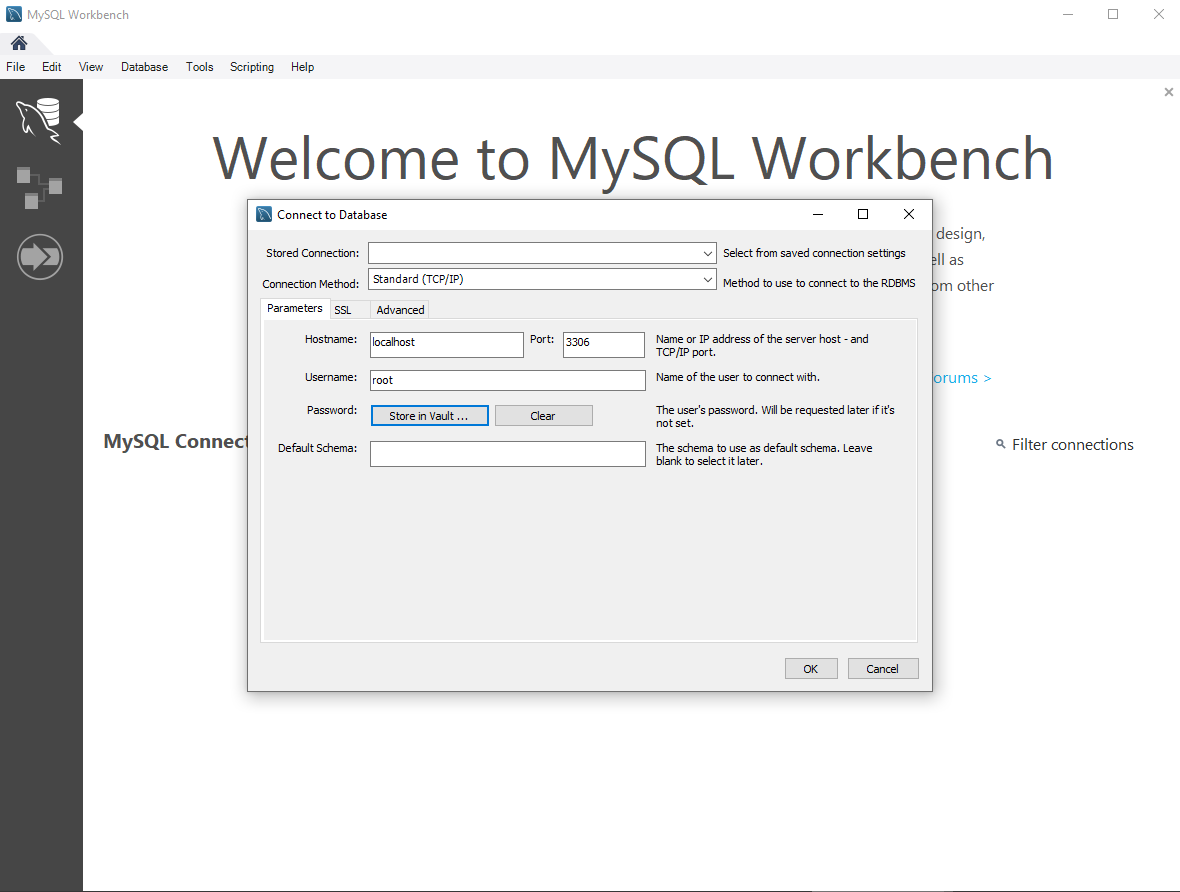 MySQL Workbench
File Edit View Database Tools Scripting Help
Welcome to MySQL Workbench
design,
ell as
om other
orums >
MySQL Connect
Filter connections
Connect to Database
Stored Connection: Select from saved connection settings
Connection Method: Standard (TCP/IP) Method to use to connect to the RDBMS
Parameters SSL Advanced
Hostname: localhost Port: 3306 Name or IP address of the server host - and
TCP/IP port.
Username: root Name of the user to connect with.
Password: Store in Vault ... Clear The user's password. Will be requested later if it's
not set.
Default Schema: The schema to use as default schema. Leave
blank to select it later.
OK Cancel